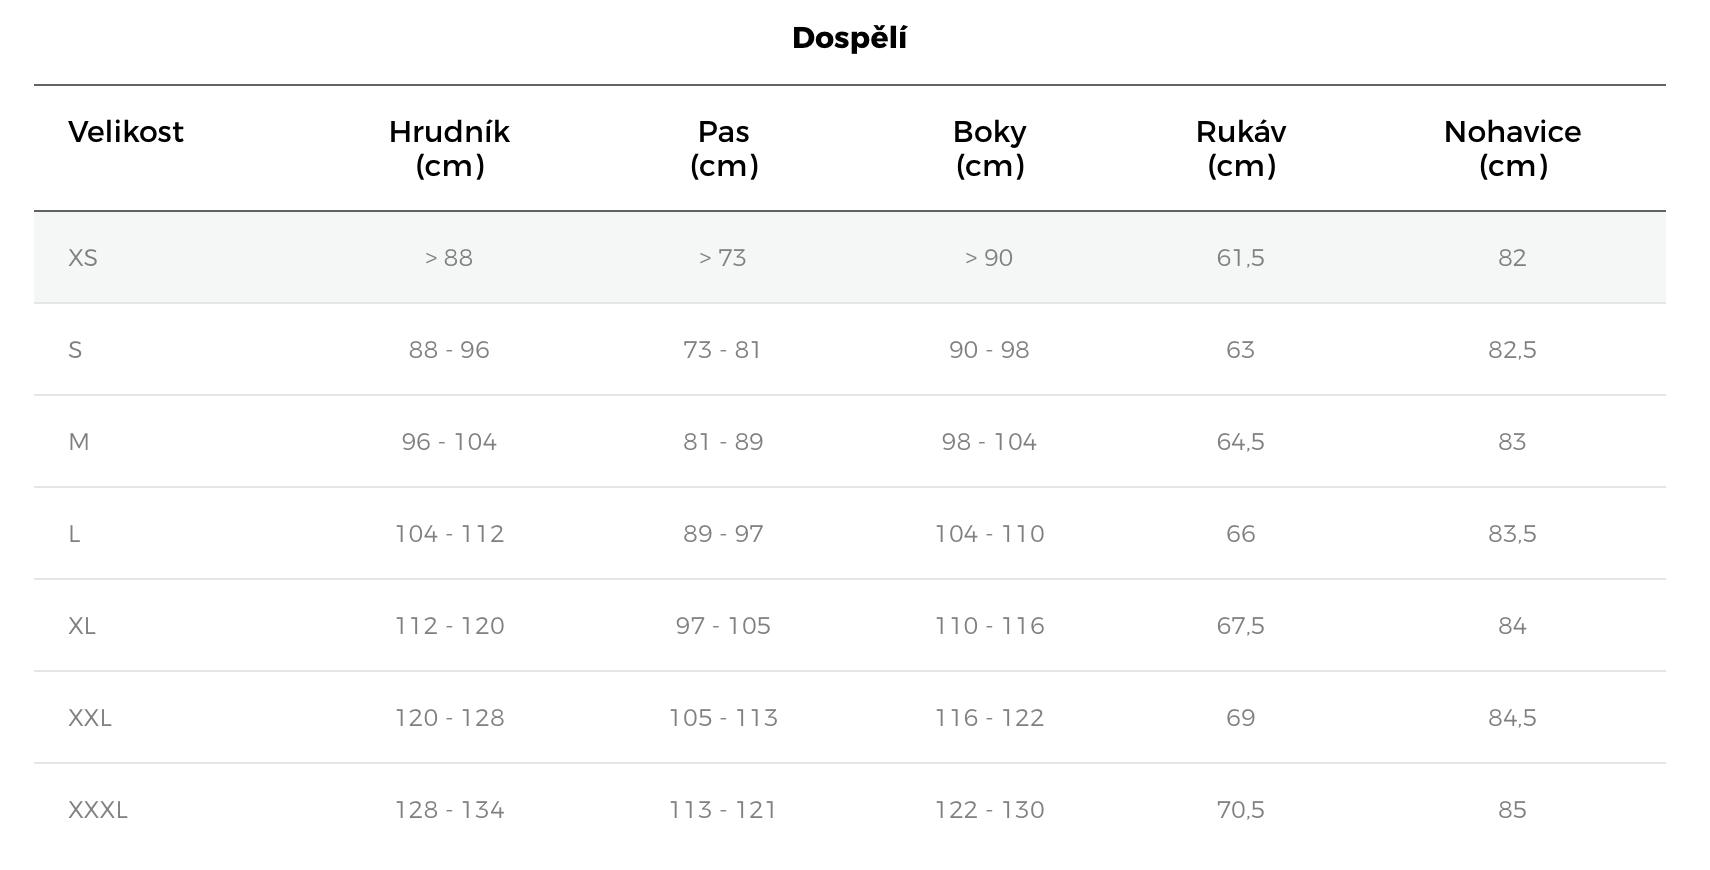 Dospělí
Velikost Hrudník (cm) Pas (cm) Boky (cm) Rukáv (cm) Nohavice (cm)
XS > 88 > 73 > 90 61,5 82
S 88 - 96 73 - 81 90 - 98 63 82,5
M 96 - 104 81 - 89 98 - 104 64,5 83
L 104 - 112 89 - 97 104 - 110 66 83,5
XL 112 - 120 97 - 105 110 - 116 67,5 84
XXL 120 - 128 105 - 113 116 - 122 69 84,5
XXXL 128 - 134 113 - 121 122 - 130 70,5 85